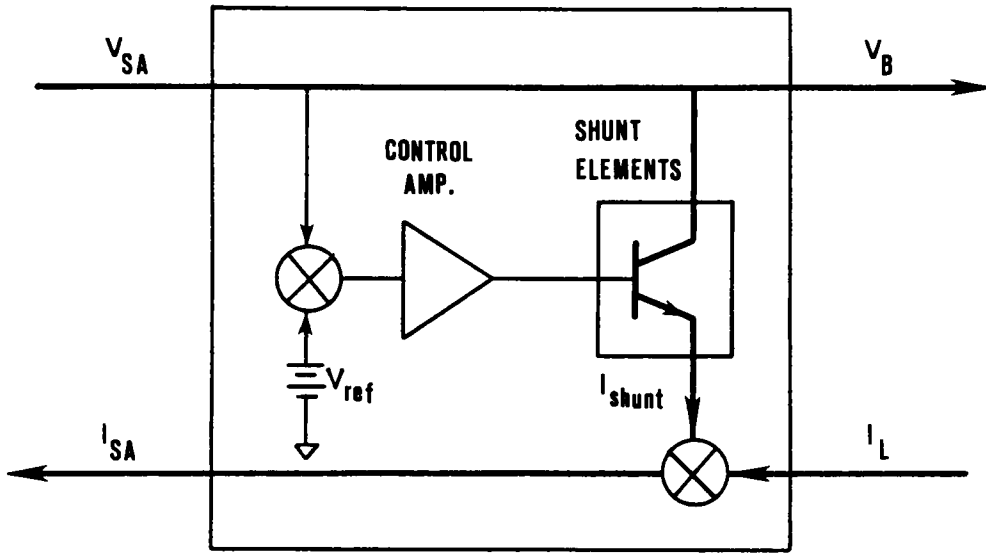 V_SA
V_B
SHUNT
ELEMENTS
CONTROL
AMP.
V_ref
I_shunt
I_SA
I_L